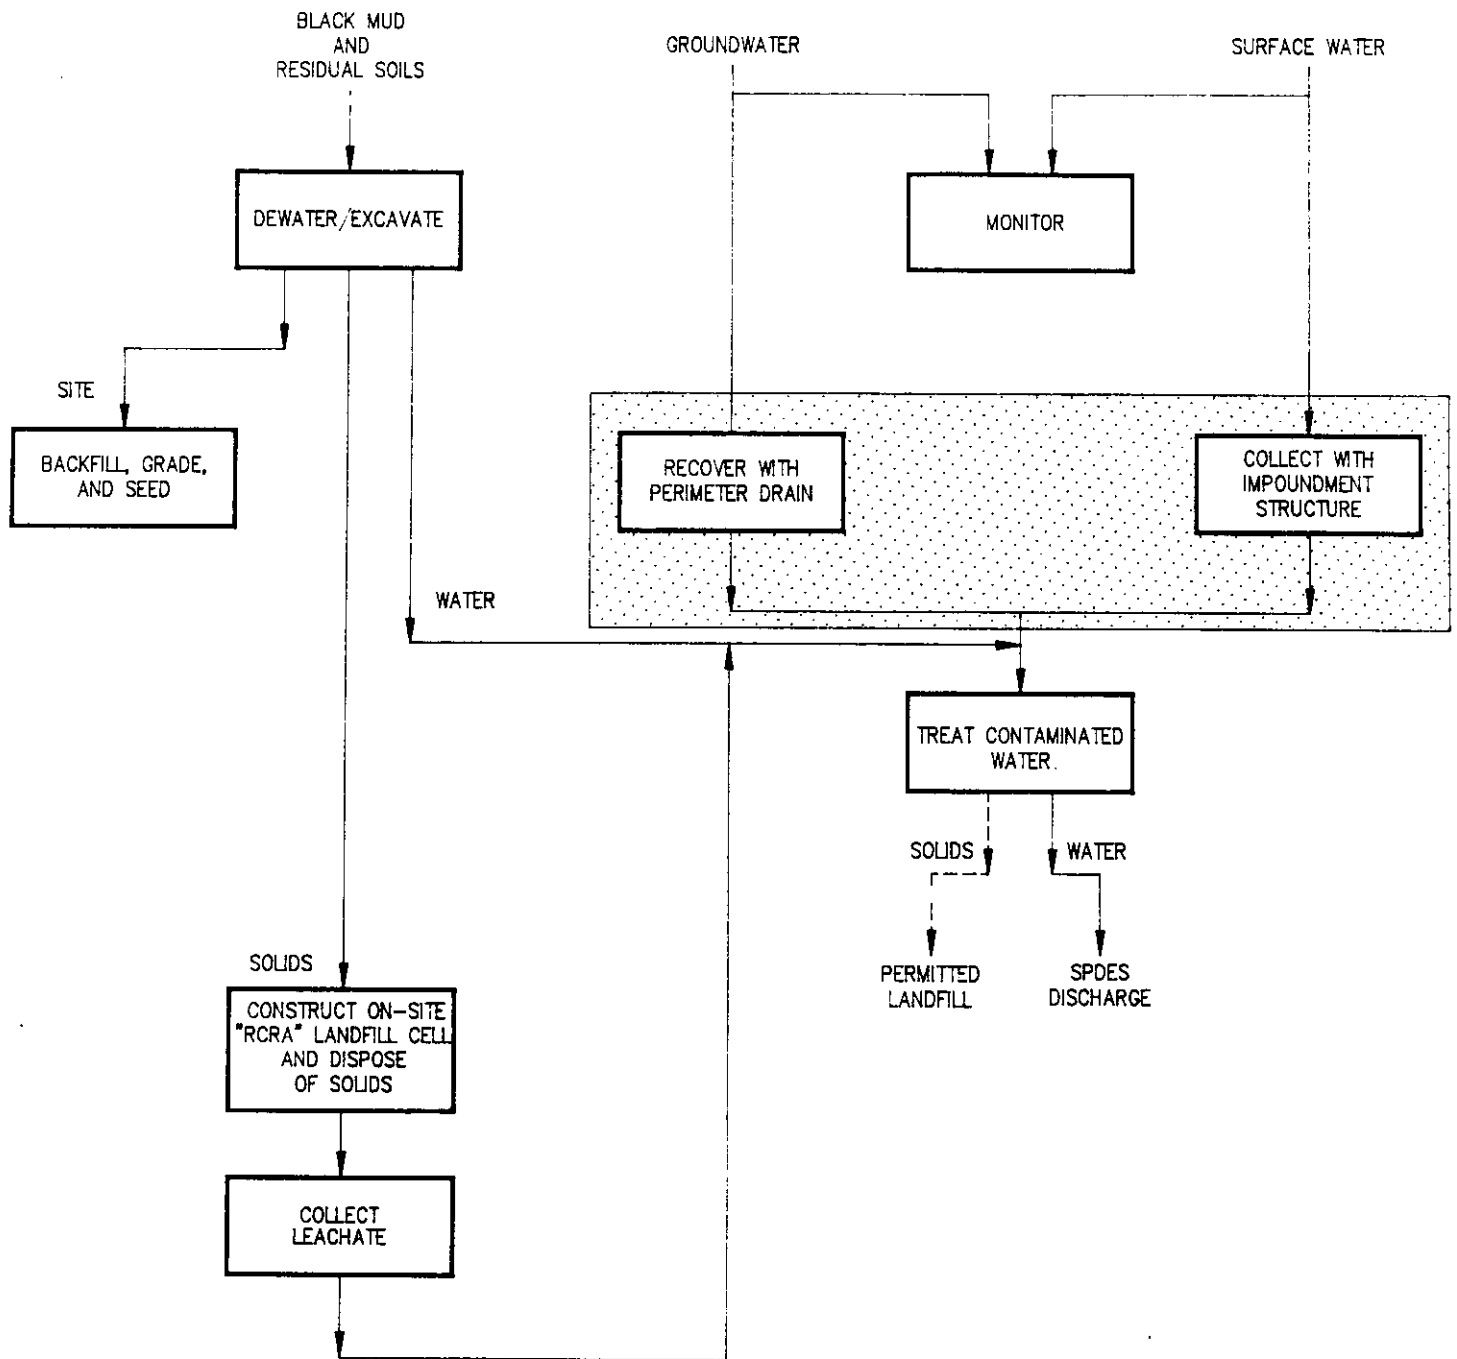 BLACK MUD
AND
RESIDUAL SOILS
GROUNDWATER
SURFACE WATER
DEWATER/EXCAVATE
MONITOR
SITE
BACKFILL, GRADE,
AND SEED
RECOVER WITH
PERIMETER DRAIN
COLLECT WITH
IMPOUNDMENT
STRUCTURE
WATER
TREAT CONTAMINATED
WATER.
SOLIDS
WATER
PERMITTED
LANDFILL
SPDES
DISCHARGE
SOLIDS
CONSTRUCT ON-SITE
"RCRA" LANDFILL CELL
AND DISPOSE
OF SOLIDS
COLLECT
LEACHATE